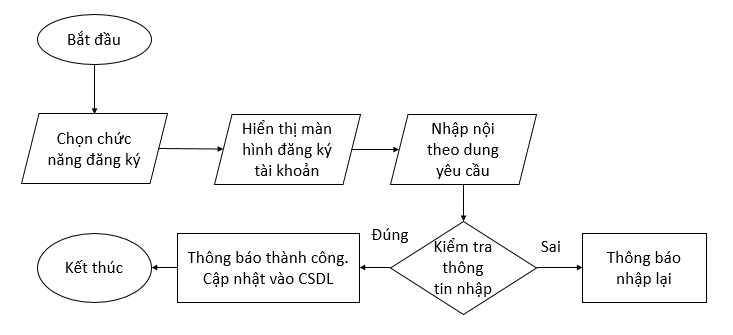 Bắt đầu
Chọn chức
năng đăng ký
Hiển thị màn
hình đăng ký
tài khoản
Nhập nội
theo dung
yêu cầu
Đúng
Kiểm tra
thông
tin nhập
Sai
Kết thúc
Thông báo thành công.
Cập nhật vào CSDL
Thông báo
nhập lại